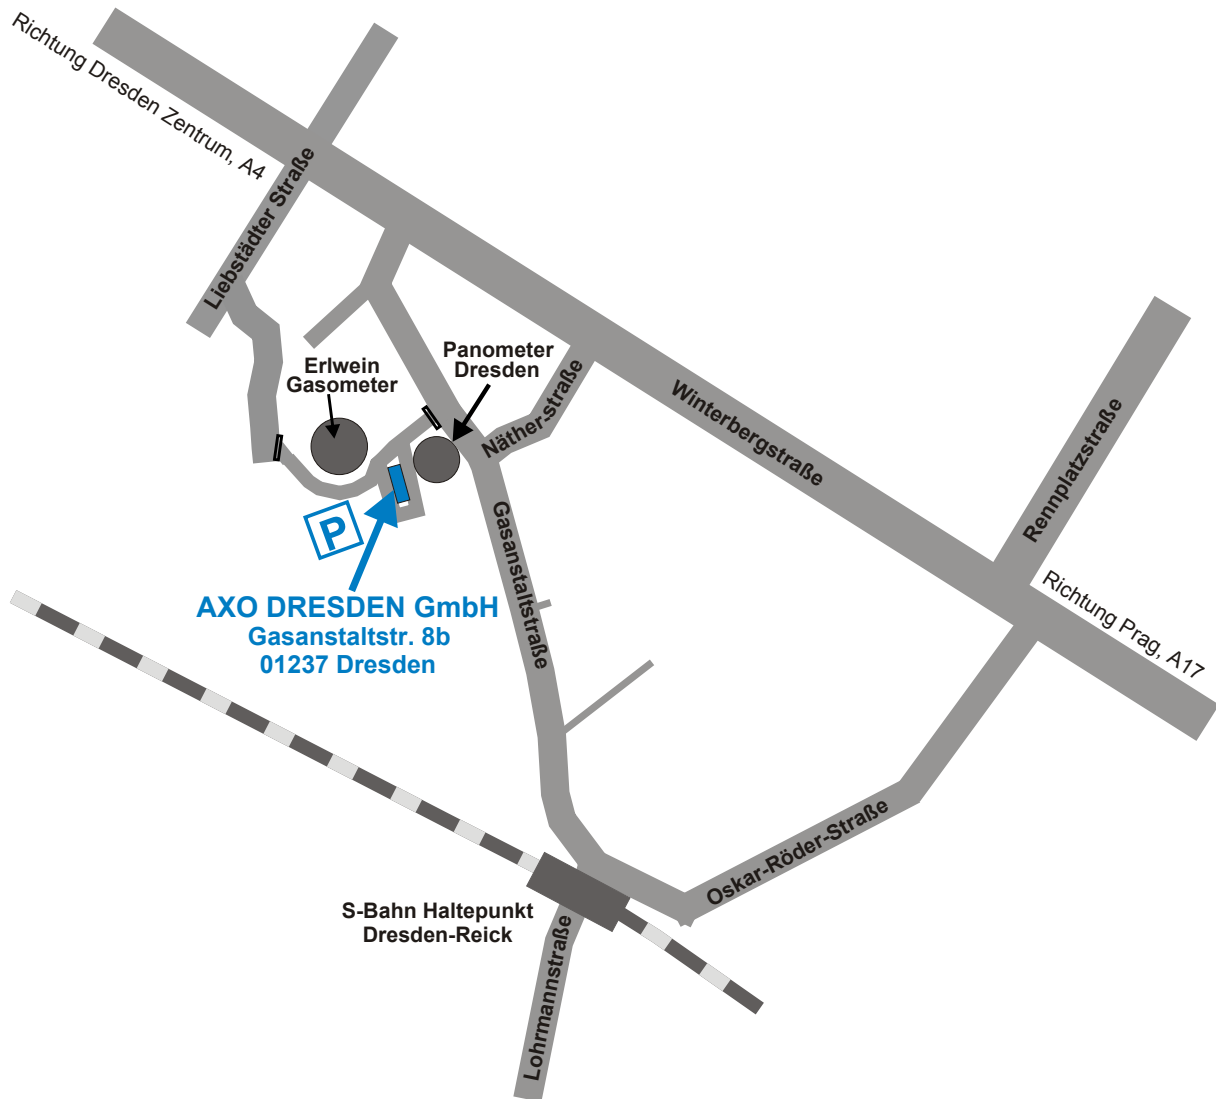 Richtung Dresden Zentrum, A4
Liebstädter Straße
Erlwein
Gasometer
Panometer
Dresden
Näther-straße
Winterbergstraße
Rennplatzstraße
Richtung Prag, A17
Gasanstaltstraße
P
AXO DRESDEN GmbH
Gasanstaltstr. 8b
01237 Dresden
Oskar-Röder-Straße
S-Bahn Haltepunkt
Dresden-Reick
Lohrmannstraße